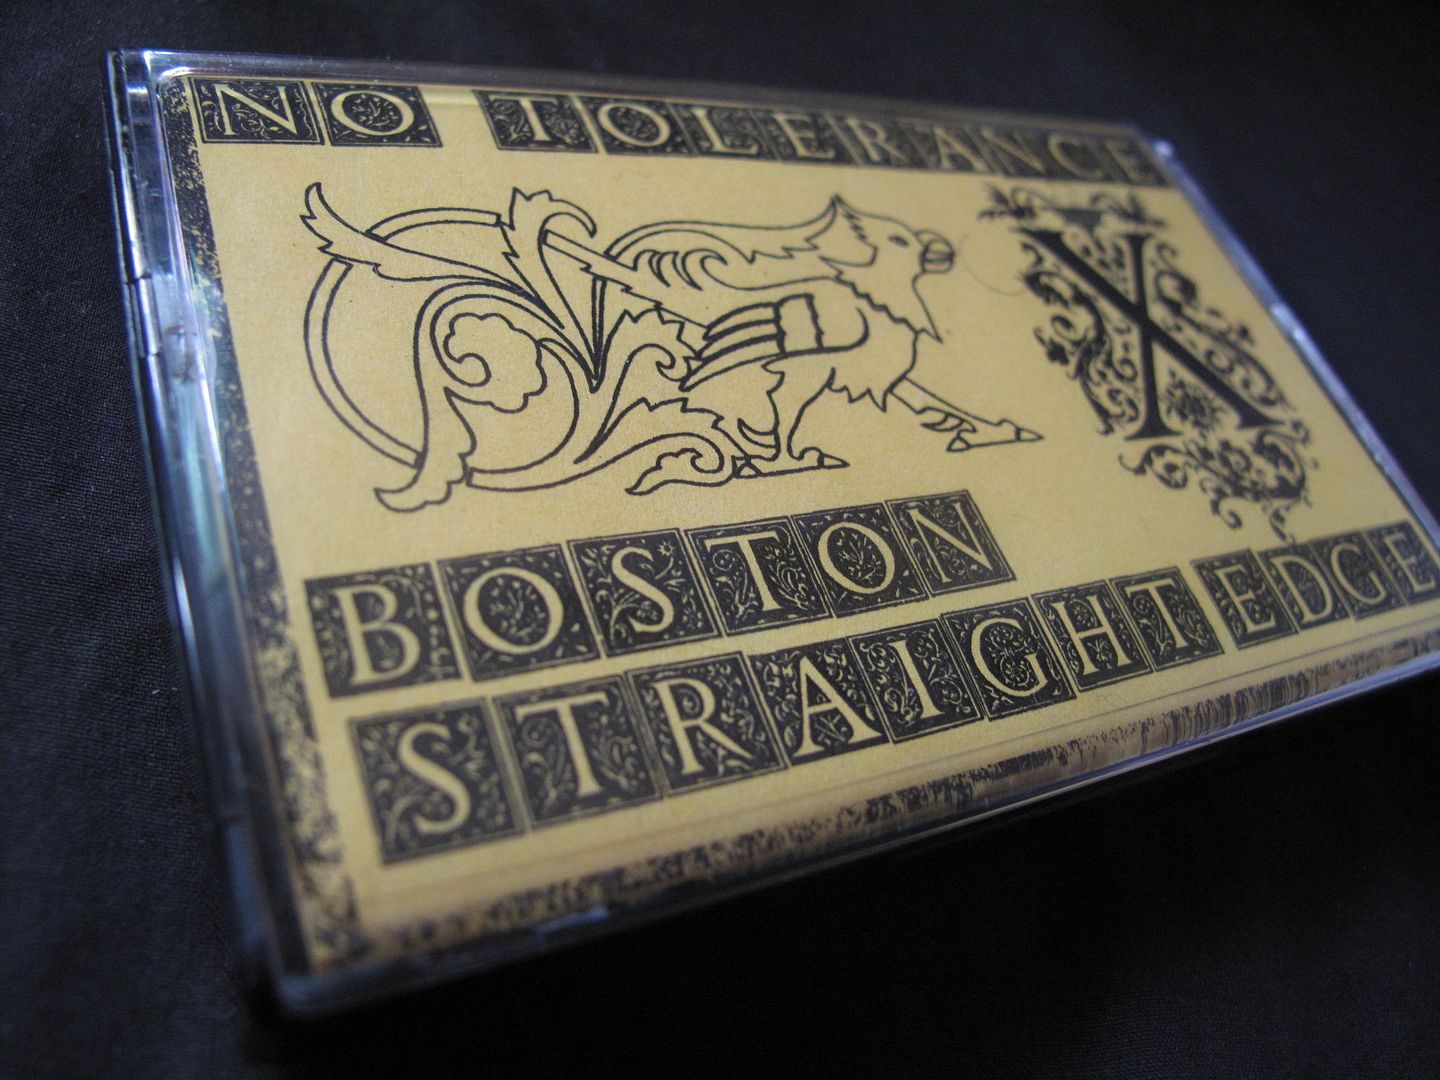 NO TOLERANCE
X
BOSTON
STRAIGHT EDGE